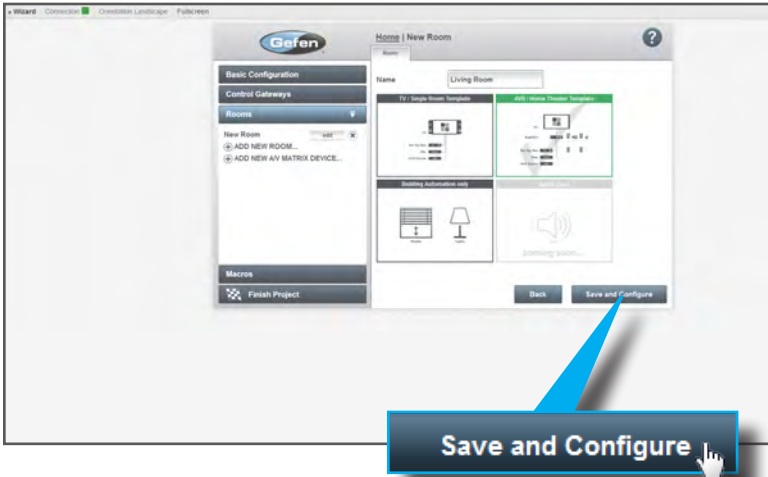 » Wizard Connection Orientation Landscape Fullscreen
Gefen
Home | New Room
?
Room
Basic Configuration
Control Gateways
Rooms
New Room edit x
ADD NEW ROOM...
ADD NEW A/V MATRIX DEVICE...
Macros
Finish Project
Name Living Room
TV / Single Room Template
AVR / Home Theater Template
Building Automation only
coming soon...
Back Save and Configure
Save and Configure